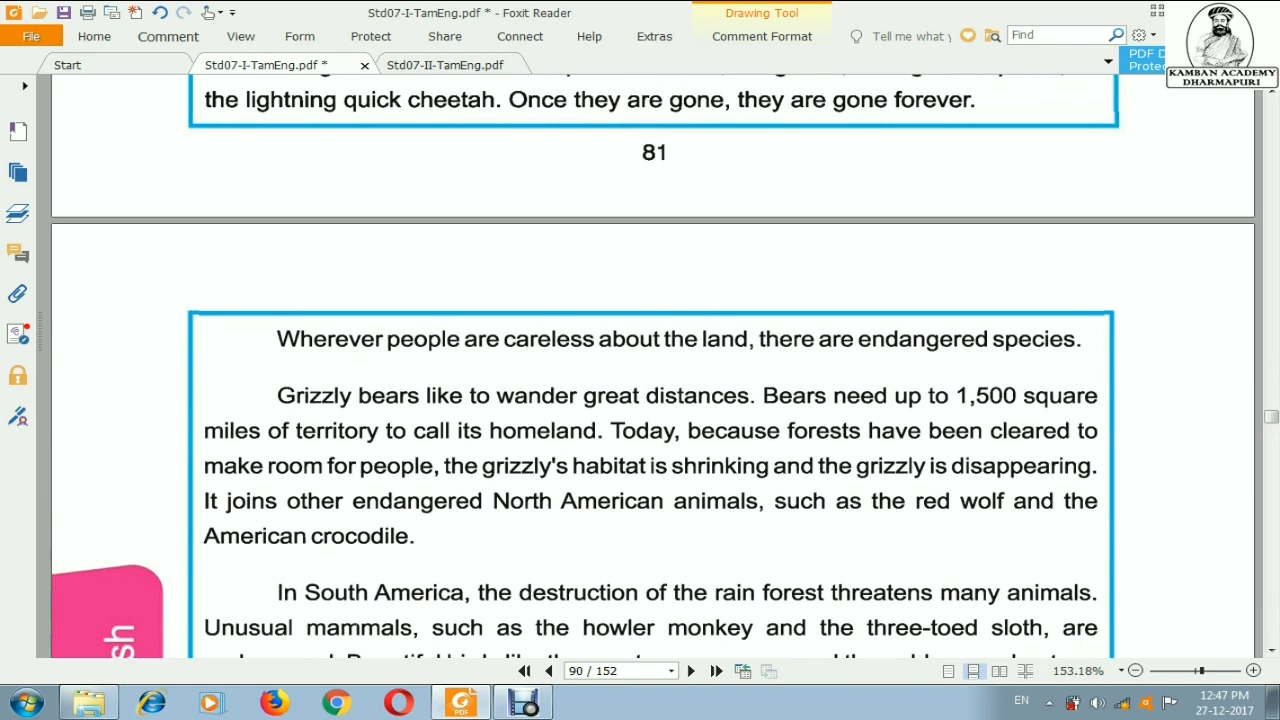 Std07-I-TamEng.pdf * - Foxit Reader
Drawing Tool
File Home Comment View Form Protect Share Connect Help Extras Comment Format Tell me what y Find
Start Std07-I-TamEng.pdf * Std07-II-TamEng.pdf
PDF D
Protec
KAMBAN ACADEMY
DHARMAPURI
the lightning quick cheetah. Once they are gone, they are gone forever.
81
Wherever people are careless about the land, there are endangered species.
Grizzly bears like to wander great distances. Bears need up to 1,500 square
miles of territory to call its homeland. Today, because forests have been cleared to
make room for people, the grizzly's habitat is shrinking and the grizzly is disappearing.
It joins other endangered North American animals, such as the red wolf and the
American crocodile.
In South America, the destruction of the rain forest threatens many animals.
Unusual mammals, such as the howler monkey and the three-toed sloth, are
sh
90 / 152
153.18%
PDF
EN
12:47 PM
27-12-2017